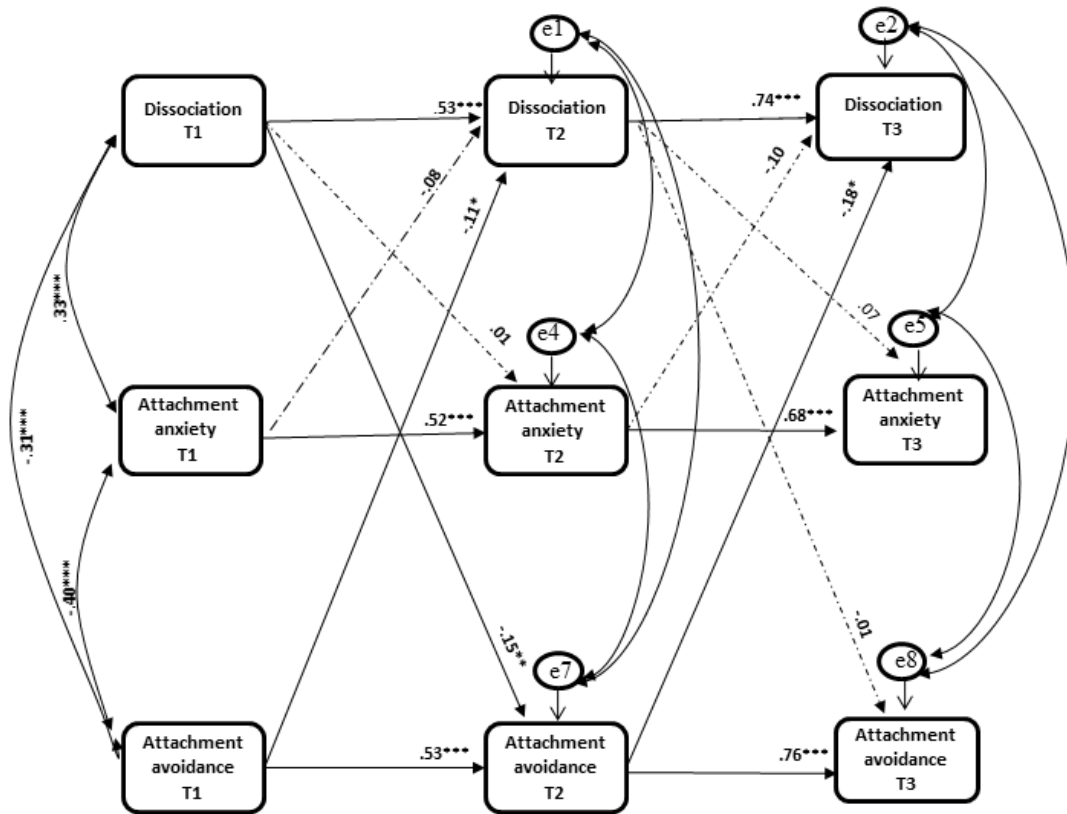 e1
e2
Dissociation
T1
.53***
Dissociation
T2
.74***
Dissociation
T3
-.08
-.11*
-.10
-.18*
.33***
-.31***
.01
.07
e4
e5
Attachment
anxiety
T1
.52***
Attachment
anxiety
T2
.68***
Attachment
anxiety
T3
-.40***
-.15**
-.01
e7
e8
Attachment
avoidance
T1
.53***
Attachment
avoidance
T2
.76***
Attachment
avoidance
T3